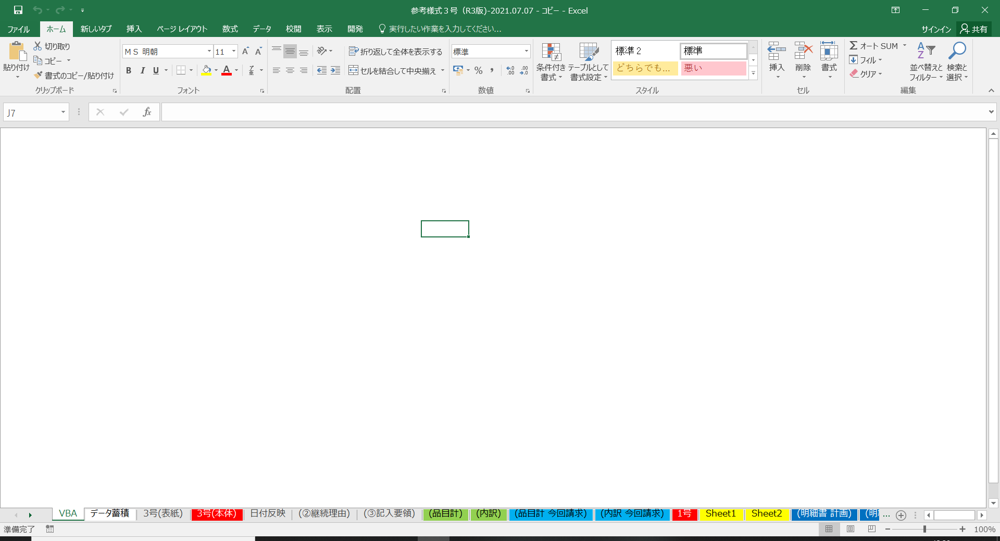 参考様式３号（R3版)-2021.07.07 - コピー - Excel
ファイル ホーム 新しいタブ 挿入 ページ レイアウト 数式 データ 校閲 表示 開発 実行したい作業を入力してください... サインイン 共有
貼り付け
切り取り
コピー
書式のコピー/貼り付け
クリップボード
ＭＳ 明朝 11
B I U
フォント
折り返して全体を表示する
セルを結合して中央揃え
配置
標準
%
数値
条件付き書式
テーブルとして書式設定
標準 2 標準
どちらでも... 悪い
スタイル
挿入 削除 書式
セル
Σ オート SUM
フィル
クリア
並べ替えとフィルター
検索と選択
編集
J7 fx
VBA データ蓄積 3号(表紙) 3号(本体) 日付反映 (②継続理由) (③記入要領) (品目計) (内訳) (品目計 今回請求) (内訳 今回請求) 1号 Sheet1 Sheet2 (明細書 計画) ...
準備完了 100%